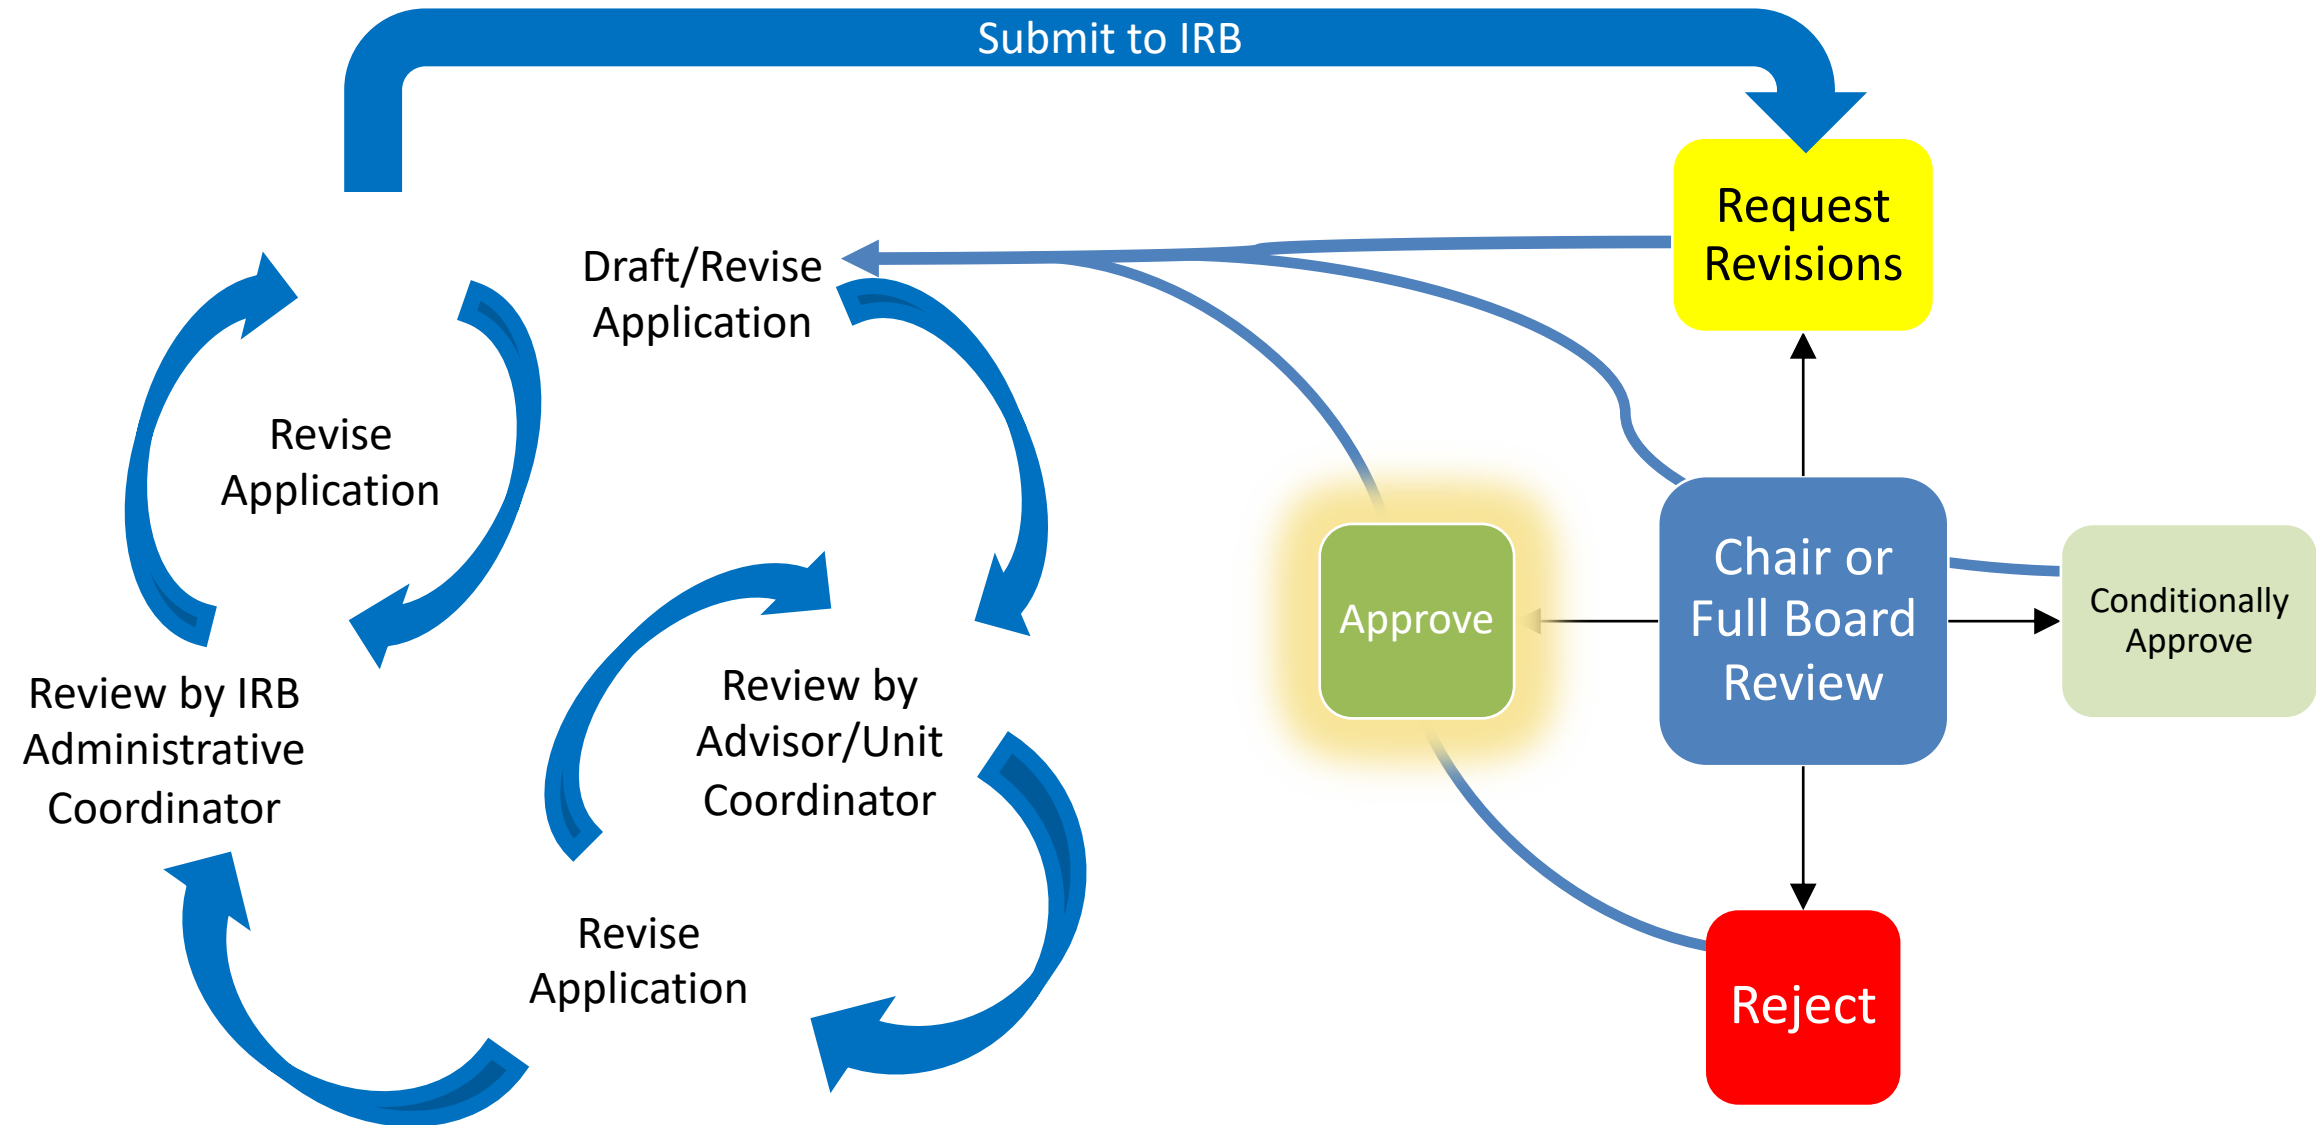 Submit to IRB
Request
Revisions
Draft/Revise
Application
Revise
Application
Chair or
Full Board
Review
Approve
Conditionally
Approve
Review by IRB
Administrative
Coordinator
Review by
Advisor/Unit
Coordinator
Revise
Application
Reject